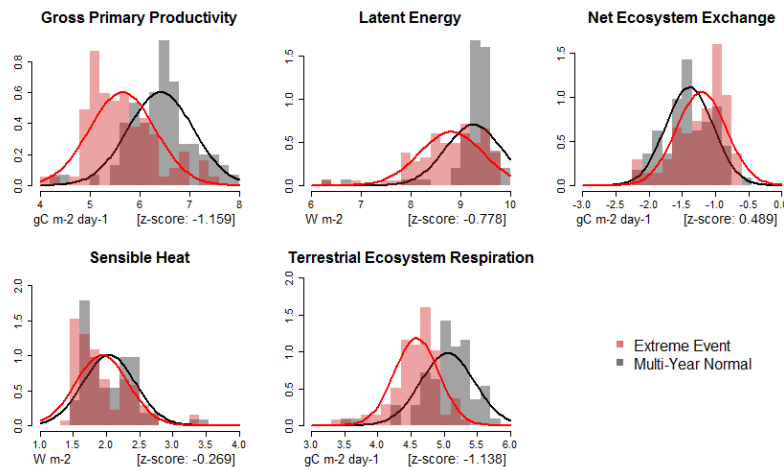 Gross Primary Productivity
0.0 0.2 0.4 0.6 0.8
4 5 6 7 8
gC m-2 day-1 [z-score: -1.159]
Latent Energy
0.0 0.5 1.0 1.5
6 7 8 9 10
W m-2 [z-score: -0.778]
Net Ecosystem Exchange
0.0 0.5 1.0 1.5
-3.0 -2.5 -2.0 -1.5 -1.0 -0.5 0.0
gC m-2 day-1 [z-score: 0.489]
Sensible Heat
0.0 0.5 1.0 1.5 2.0
1.0 1.5 2.0 2.5 3.0 3.5 4.0
W m-2 [z-score: -0.269]
Terrestrial Ecosystem Respiration
0.0 0.5 1.0 1.5 2.0
3.0 3.5 4.0 4.5 5.0 5.5 6.0
gC m-2 day-1 [z-score: -1.138]
Extreme Event
Multi-Year Normal